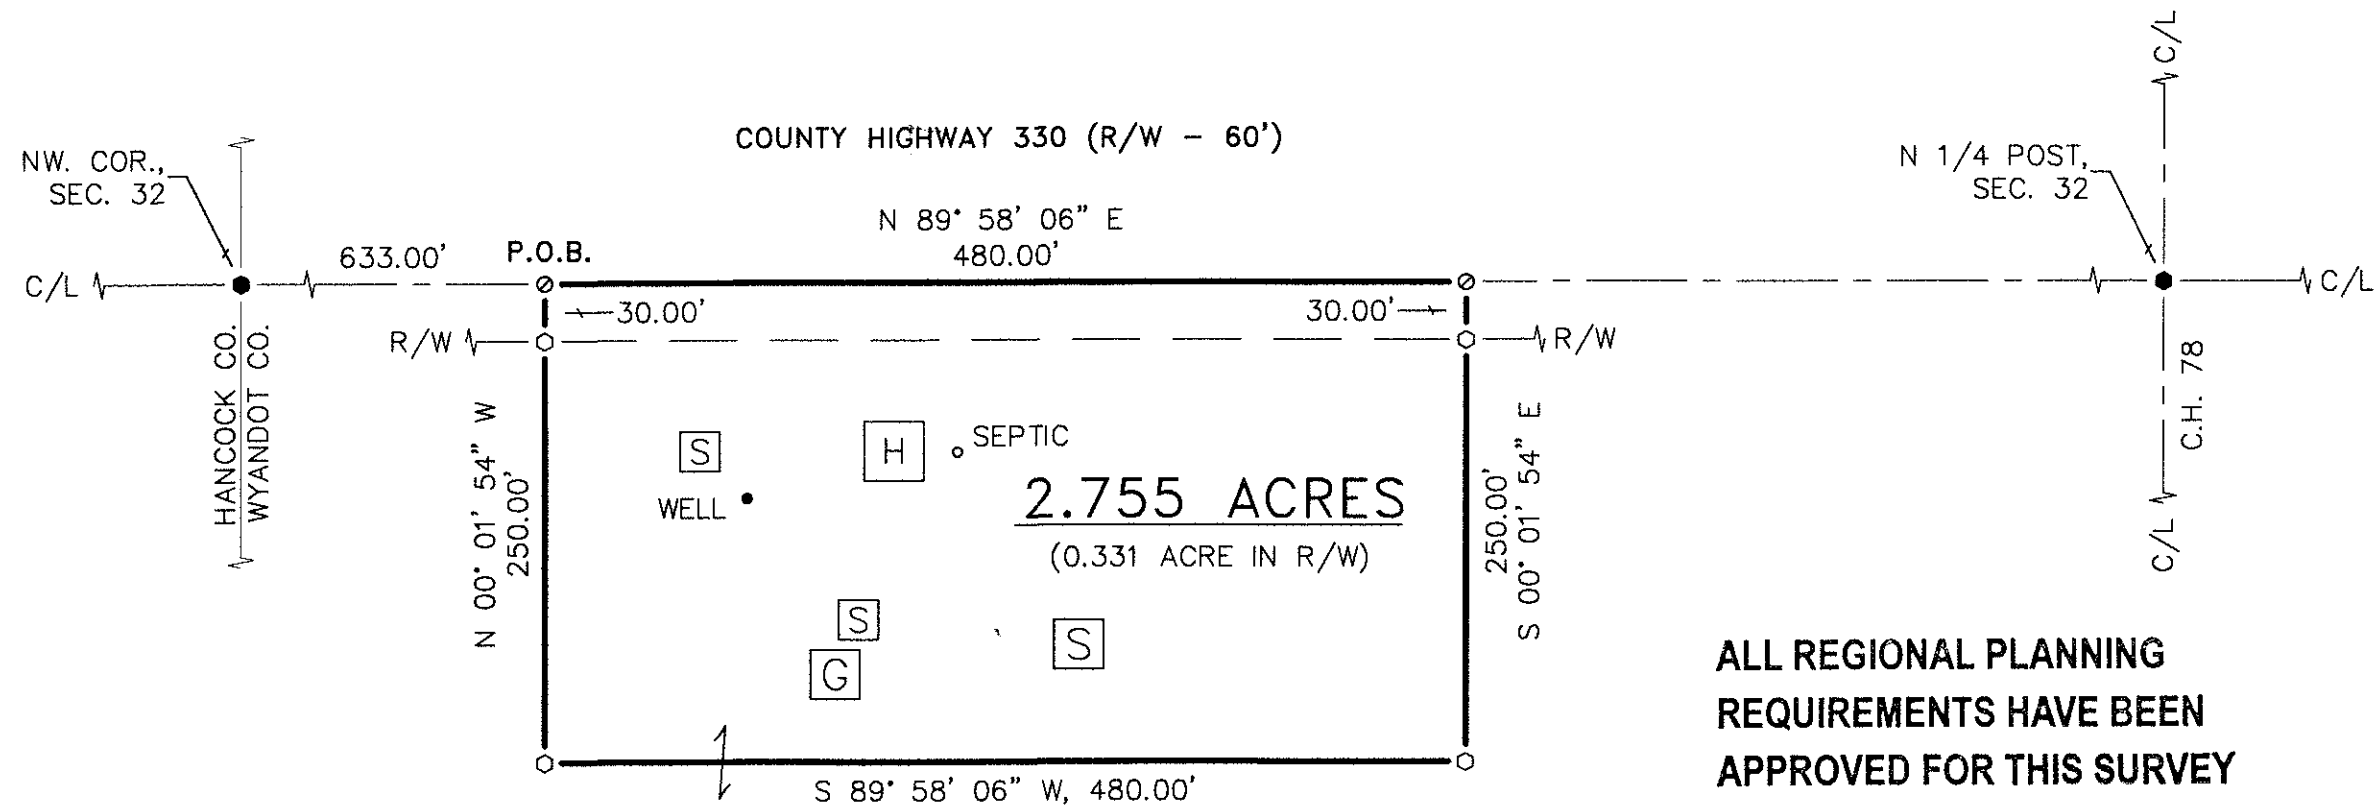 C/L
COUNTY HIGHWAY 330 (R/W - 60')
NW. COR.,
SEC. 32
N 1/4 POST,
SEC. 32
N 89° 58' 06" E
480.00'
633.00'
P.O.B.
C/L
C/L
30.00'
30.00'
R/W
R/W
HANCOCK CO.
WYANDOT CO.
C.H. 78
C/L
N 00° 01' 54" W
250.00'
S
H
SEPTIC
WELL
2.755 ACRES
(0.331 ACRE IN R/W)
250.00'
S 00° 01' 54" E
S
G
S
S 89° 58' 06" W, 480.00'
ALL REGIONAL PLANNING
REQUIREMENTS HAVE BEEN
APPROVED FOR THIS SURVEY